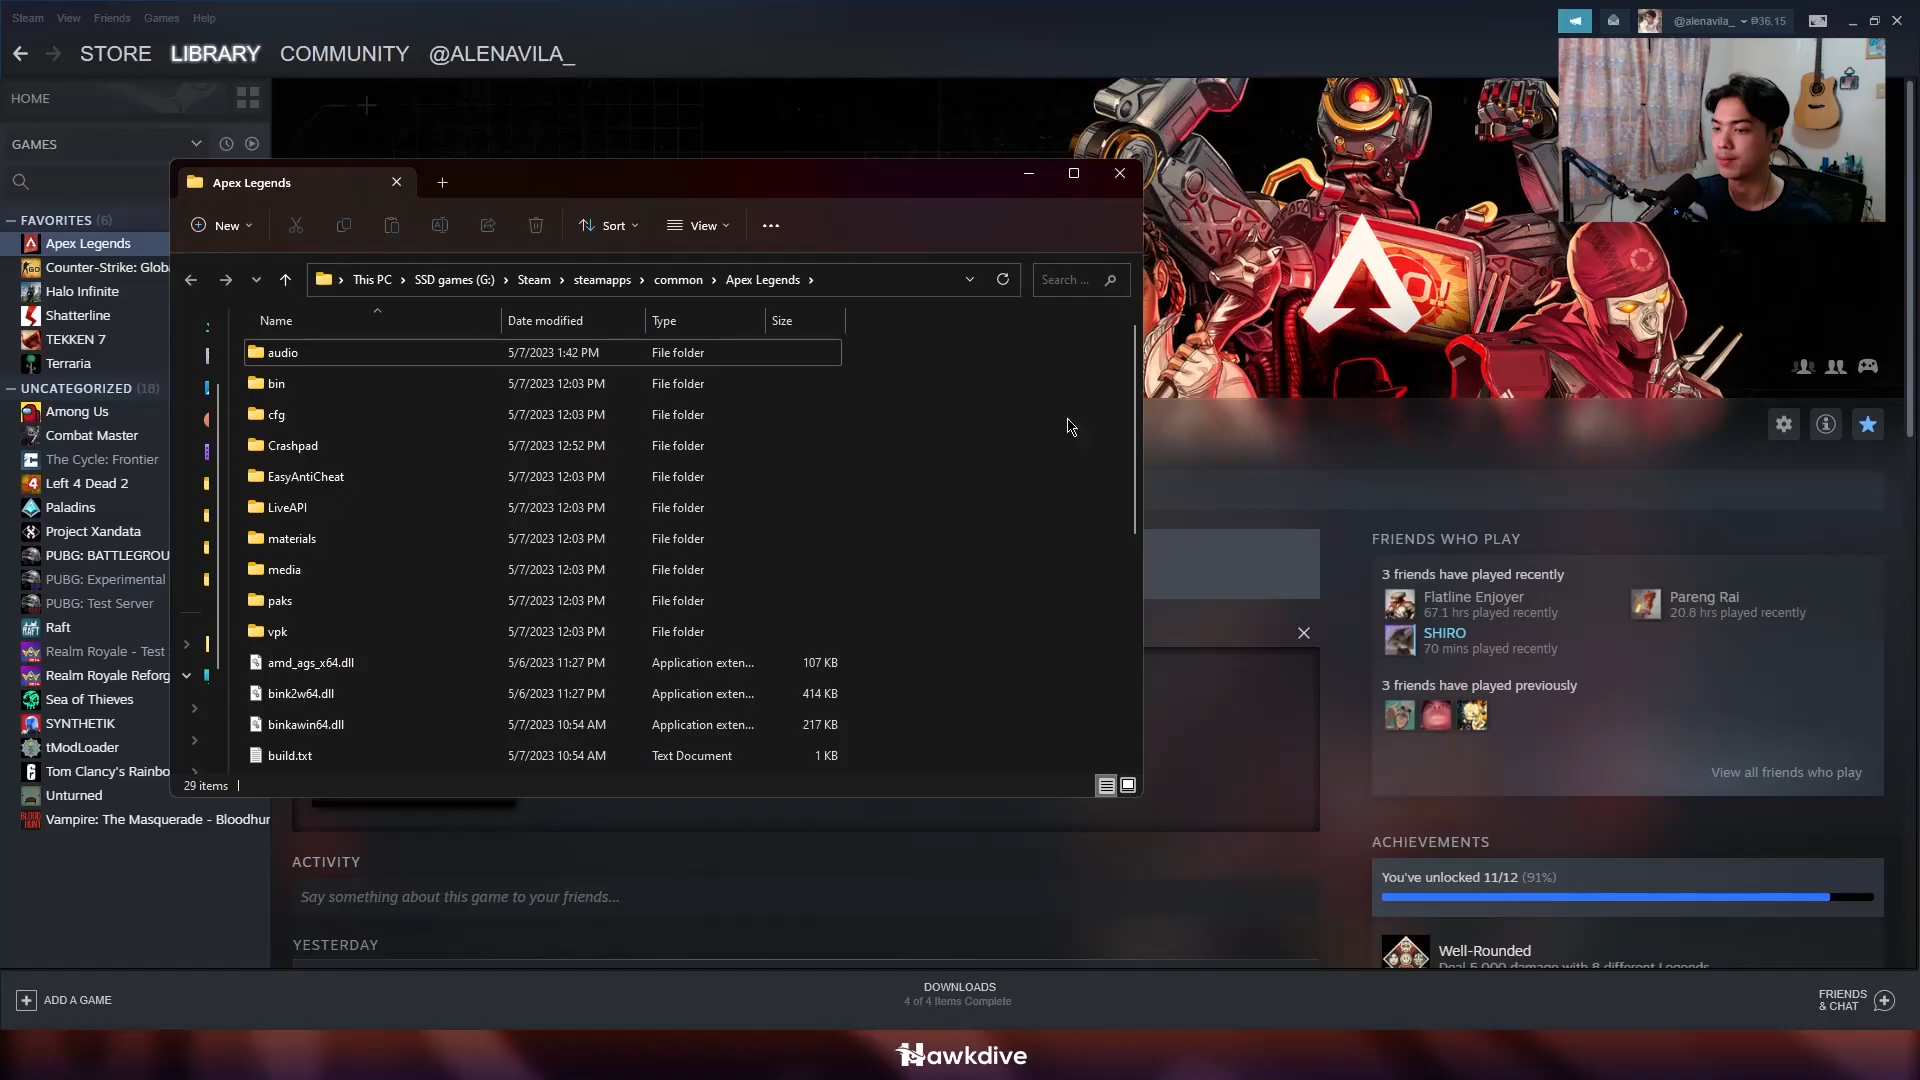 Steam View Friends Games Help
@alenavila_ ₱36.15
STORE LIBRARY COMMUNITY @ALENAVILA_
HOME
GAMES
FAVORITES (6)
Apex Legends
Counter-Strike: Globa
Halo Infinite
Shatterline
TEKKEN 7
Terraria
UNCATEGORIZED (18)
Among Us
Combat Master
The Cycle: Frontier
Left 4 Dead 2
Paladins
Project Xandata
PUBG: BATTLEGROU
PUBG: Experimental
PUBG: Test Server
Raft
Realm Royale - Test
Realm Royale Reforg
Sea of Thieves
SYNTHETIK
tModLoader
Tom Clancy's Rainbo
Unturned
Vampire: The Masquerade - Bloodhun
Apex Legends
New Sort View
This PC SSD games (G:) Steam steamapps common Apex Legends Search ...
Name Date modified Type Size
audio 5/7/2023 1:42 PM File folder
bin 5/7/2023 12:03 PM File folder
cfg 5/7/2023 12:03 PM File folder
Crashpad 5/7/2023 12:52 PM File folder
EasyAntiCheat 5/7/2023 12:03 PM File folder
LiveAPI 5/7/2023 12:03 PM File folder
materials 5/7/2023 12:03 PM File folder
media 5/7/2023 12:03 PM File folder
paks 5/7/2023 12:03 PM File folder
vpk 5/7/2023 12:03 PM File folder
amd_ags_x64.dll 5/6/2023 11:27 PM Application exten... 107 KB
bink2w64.dll 5/6/2023 11:27 PM Application exten... 414 KB
binkawin64.dll 5/7/2023 10:54 AM Application exten... 217 KB
build.txt 5/7/2023 10:54 AM Text Document 1 KB
29 items
FRIENDS WHO PLAY
3 friends have played recently
Flatline Enjoyer
67.1 hrs played recently
Pareng Rai
20.8 hrs played recently
SHIRO
70 mins played recently
3 friends have played previously
View all friends who play
ACHIEVEMENTS
You've unlocked 11/12 (91%)
Well-Rounded
Deal 5,000 damage with 8 different Legends
ACTIVITY
Say something about this game to your friends...
YESTERDAY
ADD A GAME
DOWNLOADS
4 of 4 Items Complete
FRIENDS
& CHAT
Hawkdive